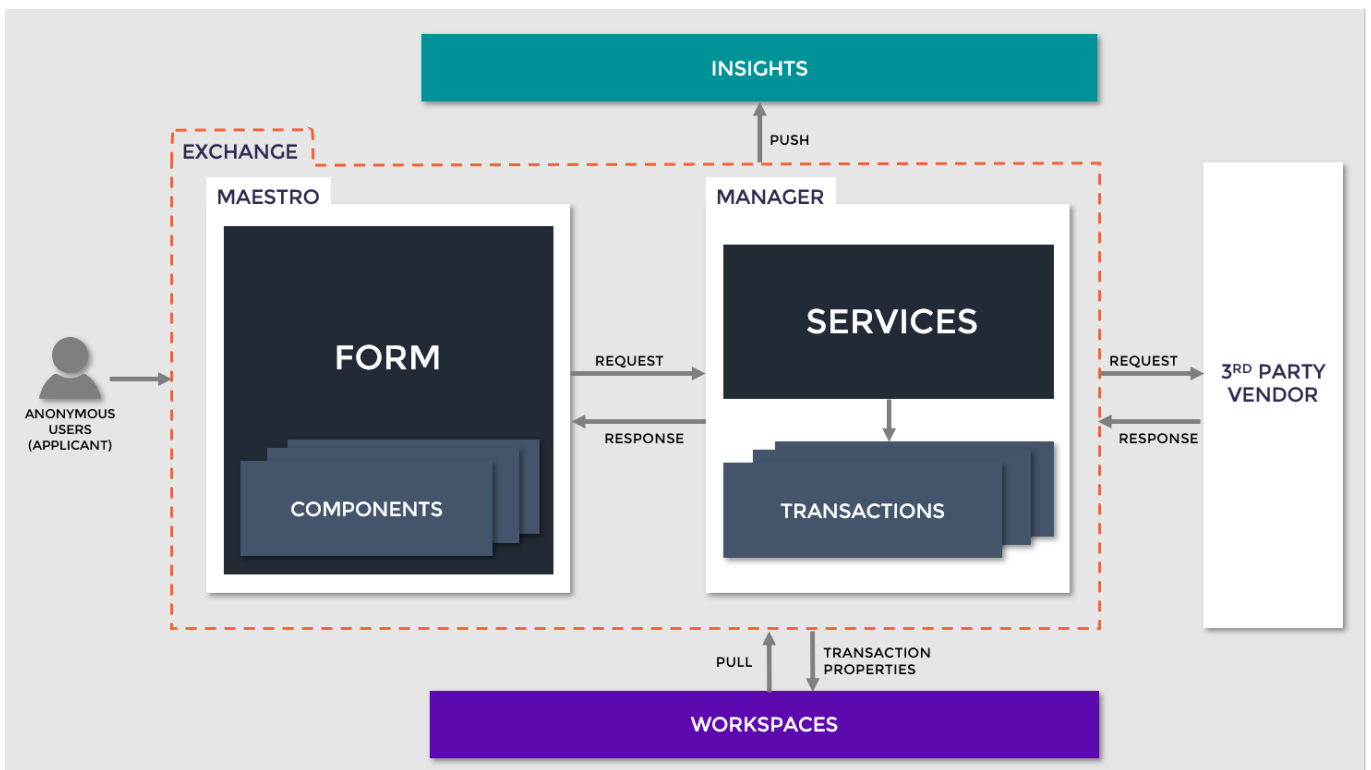 INSIGHTS
PUSH
EXCHANGE
MAESTRO
MANAGER
FORM
SERVICES
COMPONENTS
TRANSACTIONS
REQUEST
RESPONSE
REQUEST
RESPONSE
3RD PARTY
VENDOR
ANONYMOUS
USERS
(APPLICANT)
PULL
TRANSACTION
PROPERTIES
WORKSPACES